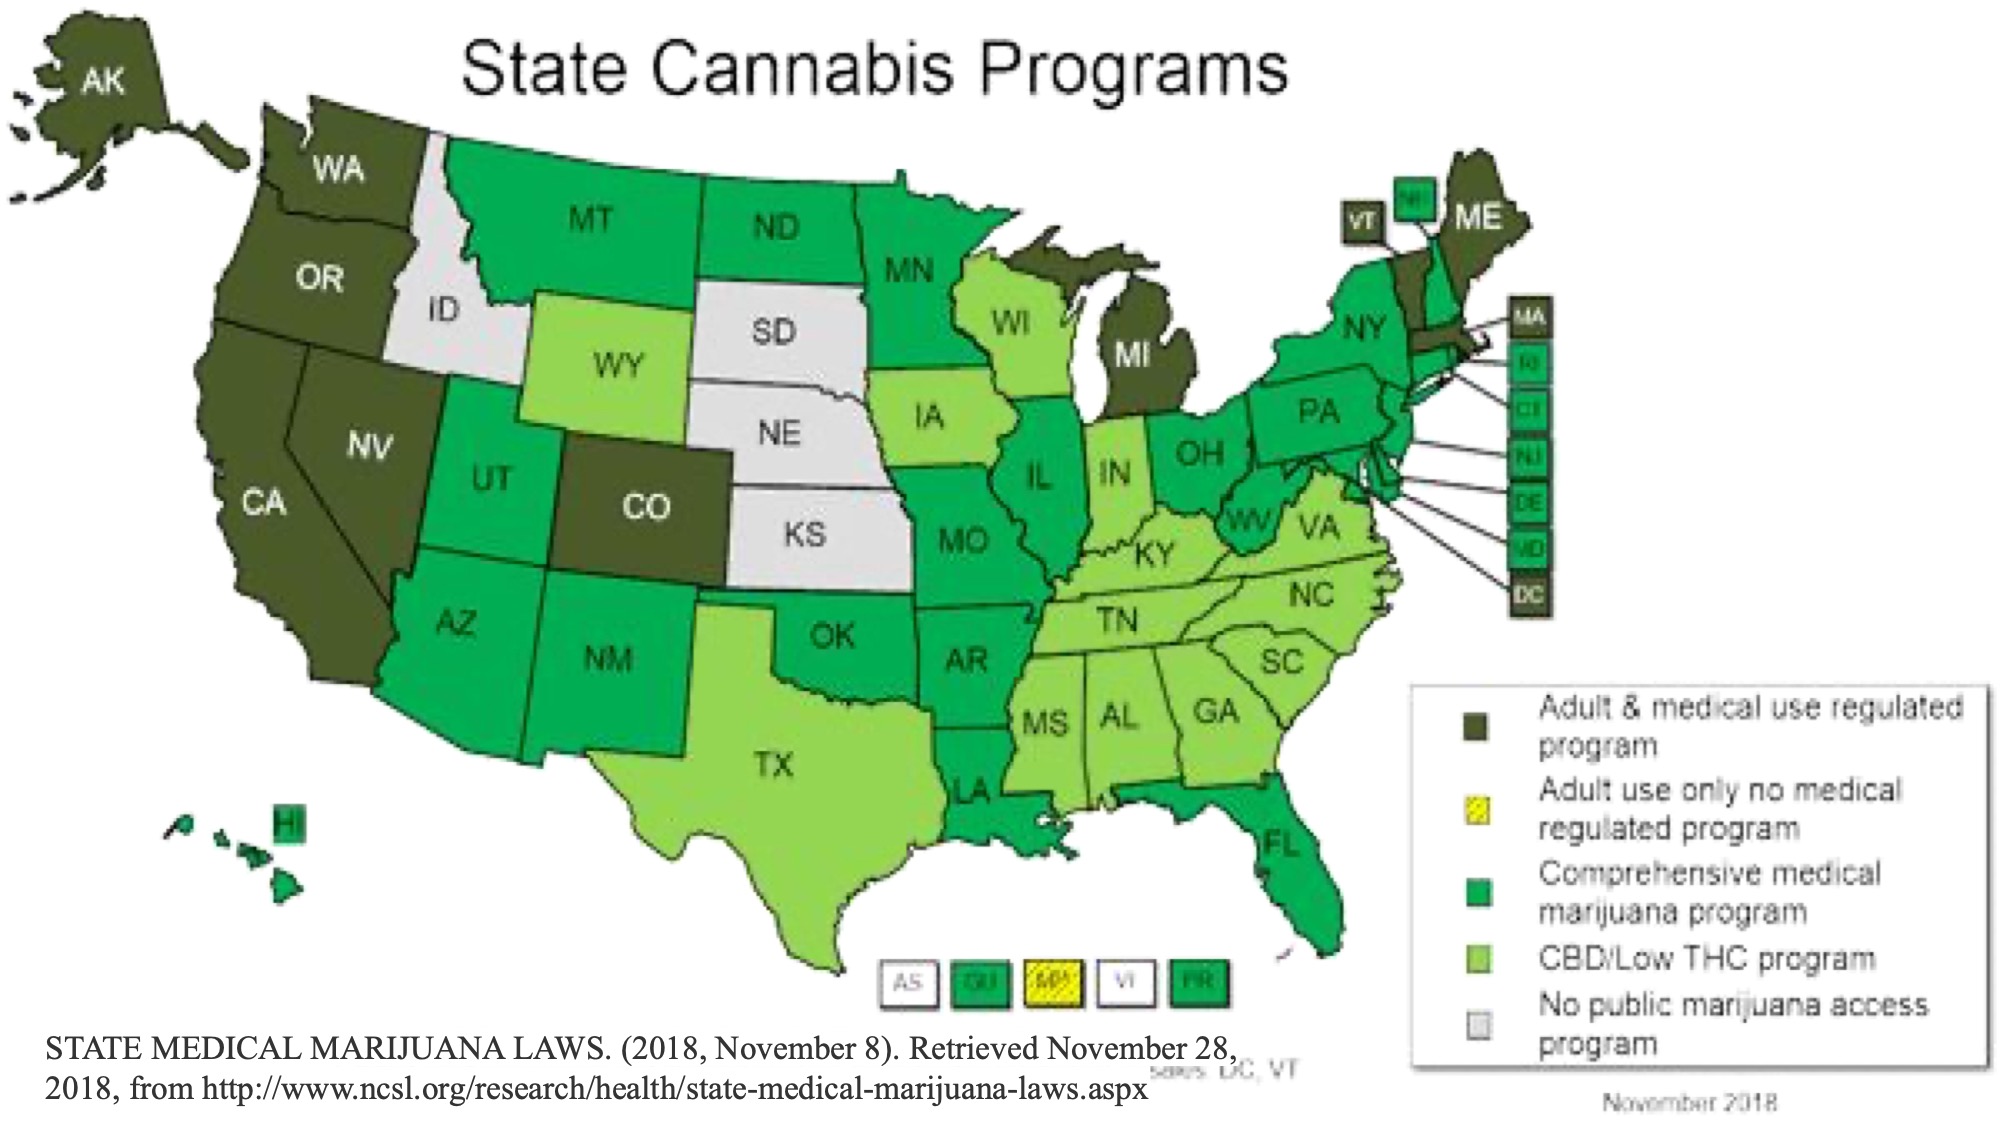 State Cannabis Programs
AK
WA
OR
CA
NV
ID
MT
WY
UT
CO
AZ
NM
ND
SD
NE
KS
OK
TX
MN
IA
MO
AR
LA
WI
IL
MI
IN
OH
KY
TN
MS
AL
GA
FL
SC
NC
VA
WV
PA
NY
VT
NH
ME
MA
RI
CT
NJ
DE
MD
DC
HI
AS
GU
MP
VI
PR
Adult & medical use regulated
program
Adult use only no medical
regulated program
Comprehensive medical
marijuana program
CBD/Low THC program
No public marijuana access
program
STATE MEDICAL MARIJUANA LAWS. (2018, November 8). Retrieved November 28,
2018, from http://www.ncsl.org/research/health/state-medical-marijuana-laws.aspx
sales: DC, VT
November 2018